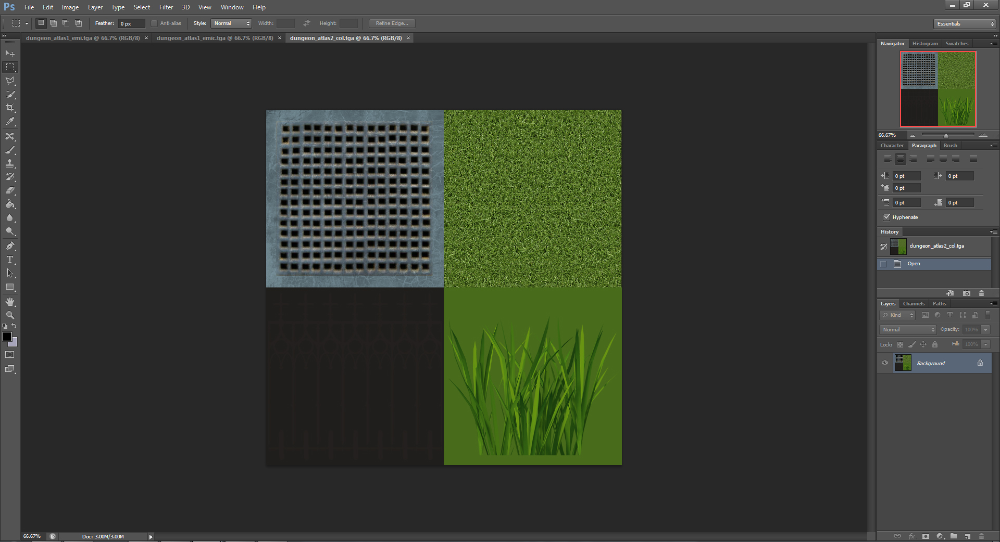 Ps File Edit Image Layer Type Select Filter 3D View Window Help
Feather: 0 px Anti-alias Style: Normal Width: Height: Refine Edge... Essentials
dungeon_atlas1_emi.tga @ 66.7% (RGB/8) × dungeon_atlas1_emic.tga @ 66.7% (RGB/8) × dungeon_atlas2_col.tga @ 66.7% (RGB/8) ×
Navigator Histogram Swatches
66.67%
Character Paragraph Brush
0 pt 0 pt
0 pt
0 pt 0 pt
Hyphenate
History
dungeon_atlas2_col.tga
Open
Layers Channels Paths
Kind
Normal Opacity: 100%
Lock: Fill: 100%
Background
66.67% Doc: 3.00M/3.00M